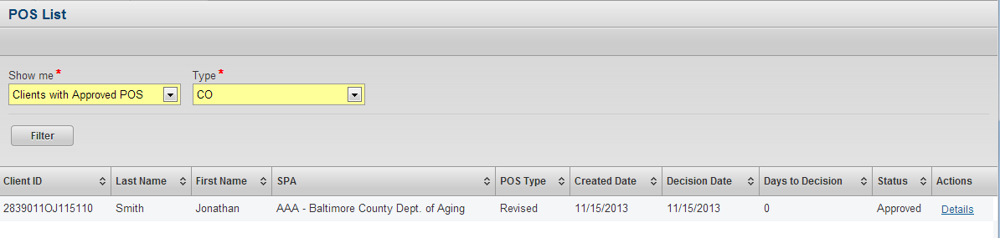 POS List
Show me * Type *
Clients with Approved POS CO
Filter
Client ID Last Name First Name SPA POS Type Created Date Decision Date Days to Decision Status Actions
2839011OJ115110 Smith Jonathan AAA - Baltimore County Dept. of Aging Revised 11/15/2013 11/15/2013 0 Approved Details